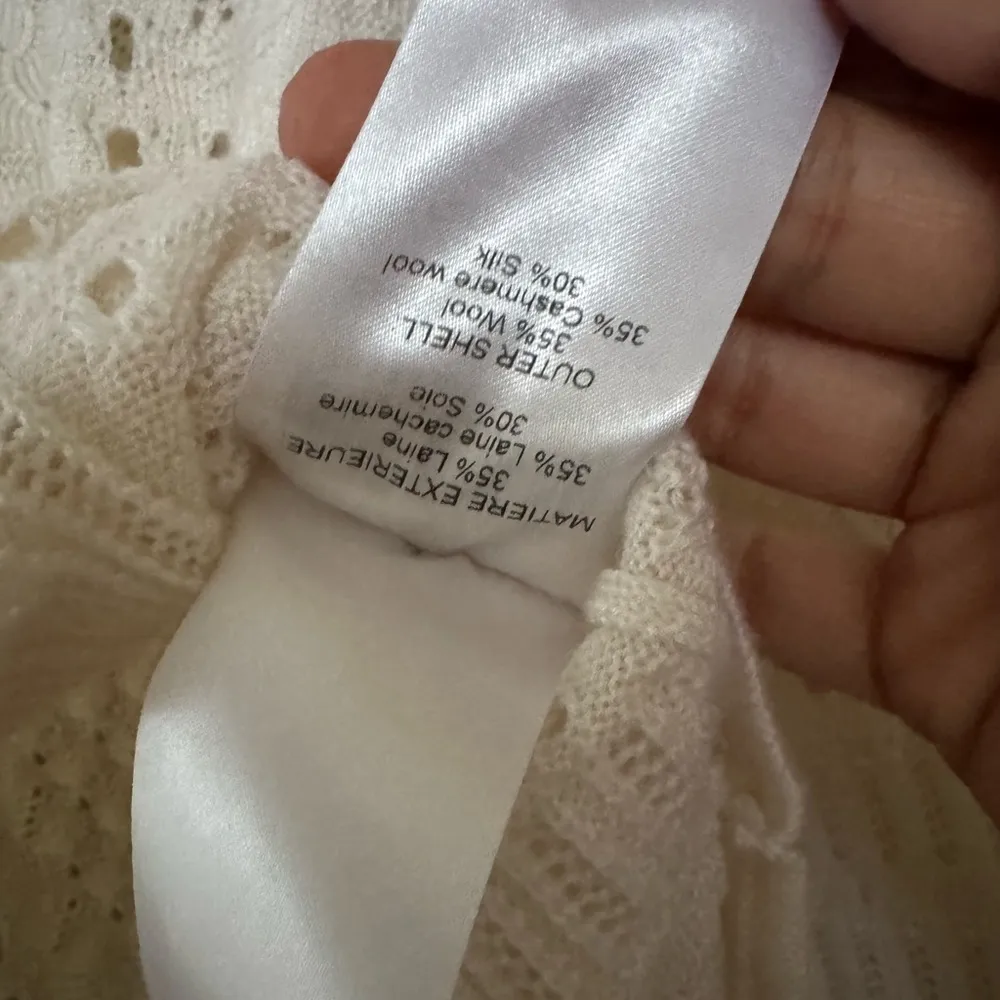 MATIERE EXTERIEURE:
35% Laine
35% Laine cachemire
30% Soie
OUTER SHELL:
35% Wool
35% Cashmere wool
30% Silk